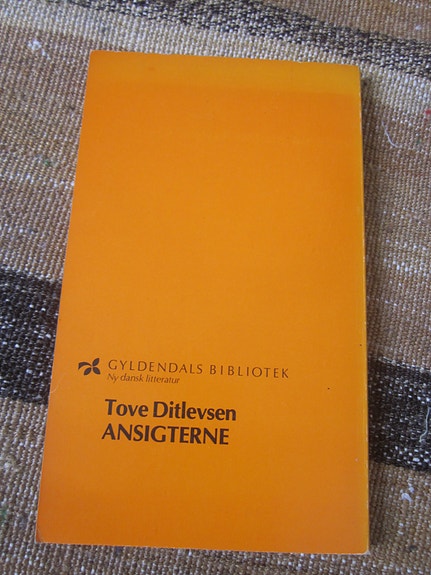 GYLDENDALS BIBLIOTEK
Ny dansk litteratur
Tove Ditlevsen
ANSIGTERNE